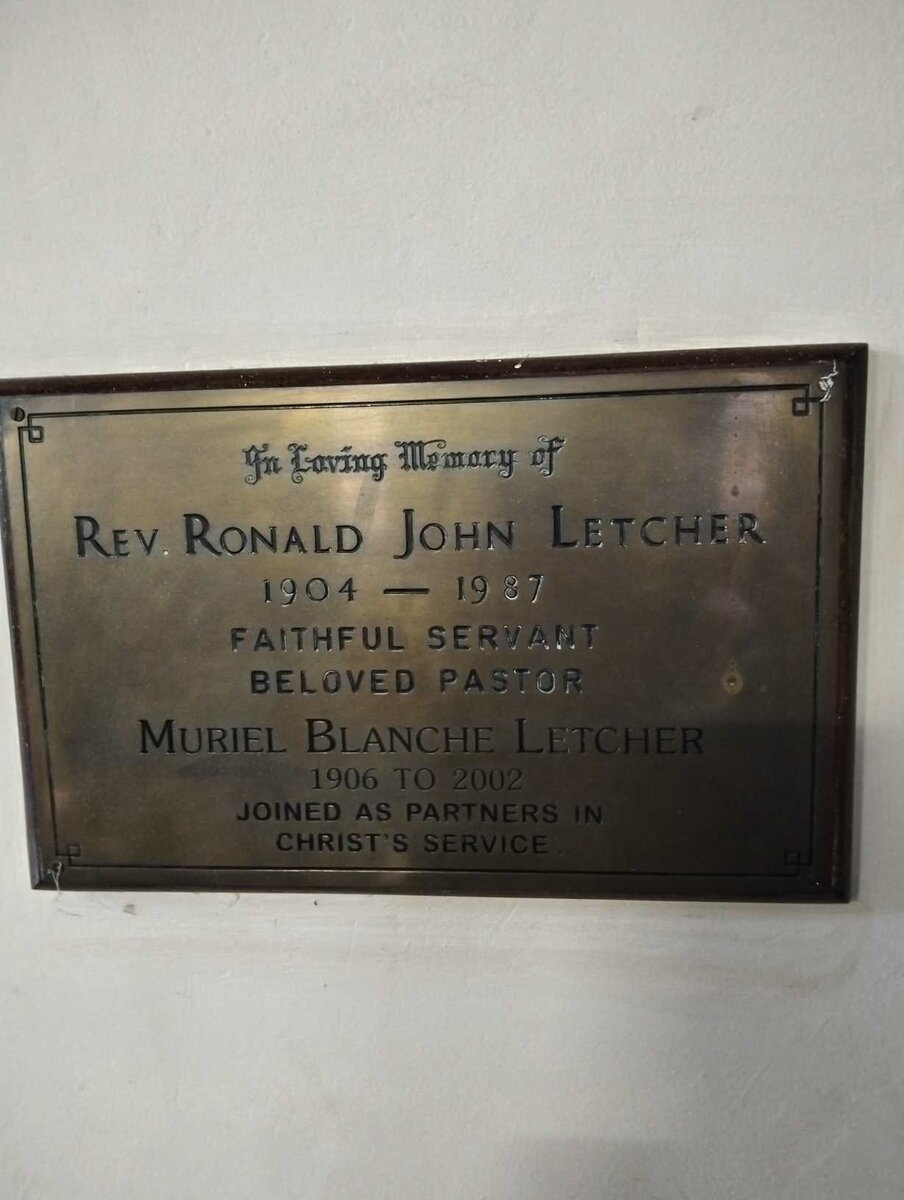 In Loving Memory of
REV. RONALD JOHN LETCHER
1904 — 1987
FAITHFUL SERVANT
BELOVED PASTOR
MURIEL BLANCHE LETCHER
1906 TO 2002
JOINED AS PARTNERS IN
CHRIST'S SERVICE.